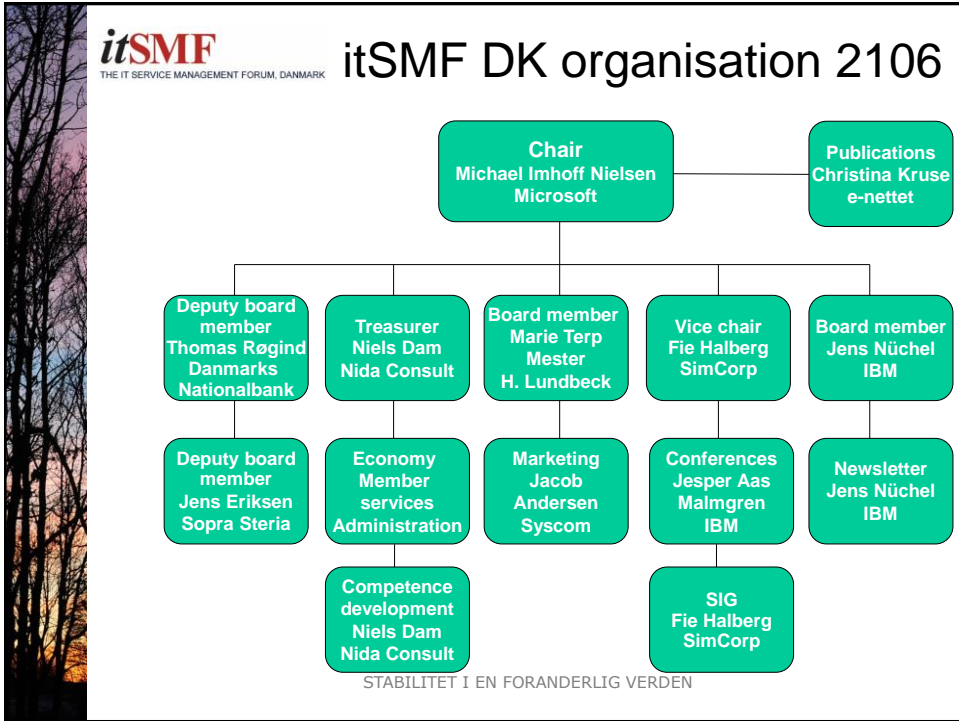 itSMF
THE IT SERVICE MANAGEMENT FORUM, DANMARK
itSMF DK organisation 2106
Chair
Michael Imhoff Nielsen
Microsoft
Publications
Christina Kruse
e-nettet
Deputy board
member
Thomas Røgind
Danmarks
Nationalbank
Treasurer
Niels Dam
Nida Consult
Board member
Marie Terp
Mester
H. Lundbeck
Vice chair
Fie Halberg
SimCorp
Board member
Jens Nüchel
IBM
Deputy board
member
Jens Eriksen
Sopra Steria
Economy
Member
services
Administration
Marketing
Jacob
Andersen
Syscom
Conferences
Jesper Aas
Malmgren
IBM
Newsletter
Jens Nüchel
IBM
Competence
development
Niels Dam
Nida Consult
SIG
Fie Halberg
SimCorp
STABILITET I EN FORANDERLIG VERDEN